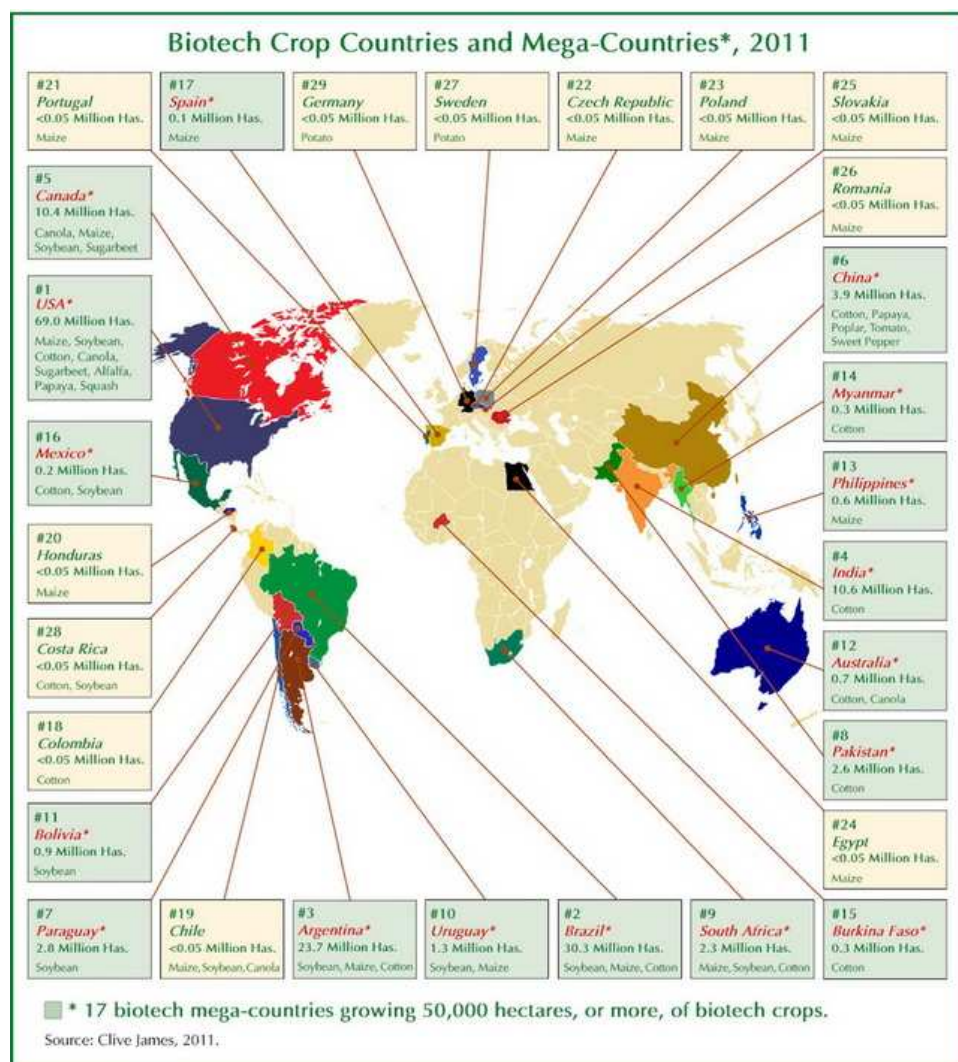 Biotech Crop Countries and Mega-Countries*, 2011
#21
Portugal
<0.05 Million Has.
Maize
#17
Spain*
0.1 Million Has.
Maize
#29
Germany
<0.05 Million Has.
Potato
#27
Sweden
<0.05 Million Has.
Potato
#22
Czech Republic
<0.05 Million Has.
Maize
#23
Poland
<0.05 Million Has.
Maize
#25
Slovakia
<0.05 Million Has.
Maize
#5
Canada*
10.4 Million Has.
Canola, Maize,
Soybean, Sugarbeet
#26
Romania
<0.05 Million Has.
Maize
#1
USA*
69.0 Million Has.
Maize, Soybean,
Cotton, Canola,
Sugarbeet, Alfalfa,
Papaya, Squash
#6
China*
3.9 Million Has.
Cotton, Papaya,
Poplar, Tomato,
Sweet Pepper
#14
Myanmar*
0.3 Million Has.
Cotton
#16
Mexico*
0.2 Million Has.
Cotton, Soybean
#13
Philippines*
0.6 Million Has.
Maize
#20
Honduras
<0.05 Million Has.
Maize
#4
India*
10.6 Million Has.
Cotton
#28
Costa Rica
<0.05 Million Has.
Cotton, Soybean
#12
Australia*
0.7 Million Has.
Cotton, Canola
#18
Colombia
<0.05 Million Has.
Cotton
#8
Pakistan*
2.6 Million Has.
Cotton
#11
Bolivia*
0.9 Million Has.
Soybean
#24
Egypt
<0.05 Million Has.
Maize
#7
Paraguay*
2.8 Million Has.
Soybean
#19
Chile
<0.05 Million Has.
Maize, Soybean, Canola
#3
Argentina*
23.7 Million Has.
Soybean, Maize, Cotton
#10
Uruguay*
1.3 Million Has.
Soybean, Maize
#2
Brazil*
30.3 Million Has.
Soybean, Maize, Cotton
#9
South Africa*
2.3 Million Has.
Maize, Soybean, Cotton
#15
Burkina Faso*
0.3 Million Has.
Cotton
* 17 biotech mega-countries growing 50,000 hectares, or more, of biotech crops.
Source: Clive James, 2011.